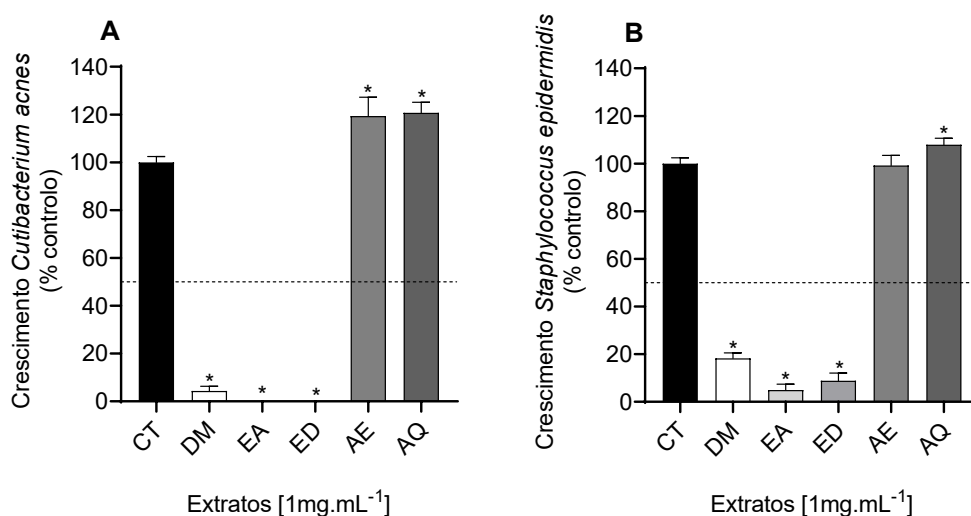 A
Crescimento Cutibacterium acnes
(% controlo)
140
120
100
80
60
40
20
0
*
*
*
*
*
CT
DM
EA
ED
AE
AQ
Extratos [1mg.mL⁻¹]
B
Crescimento Staphylococcus epidermidis
(% controlo)
140
120
100
80
60
40
20
0
*
*
*
*
CT
DM
EA
ED
AE
AQ
Extratos [1mg.mL⁻¹]